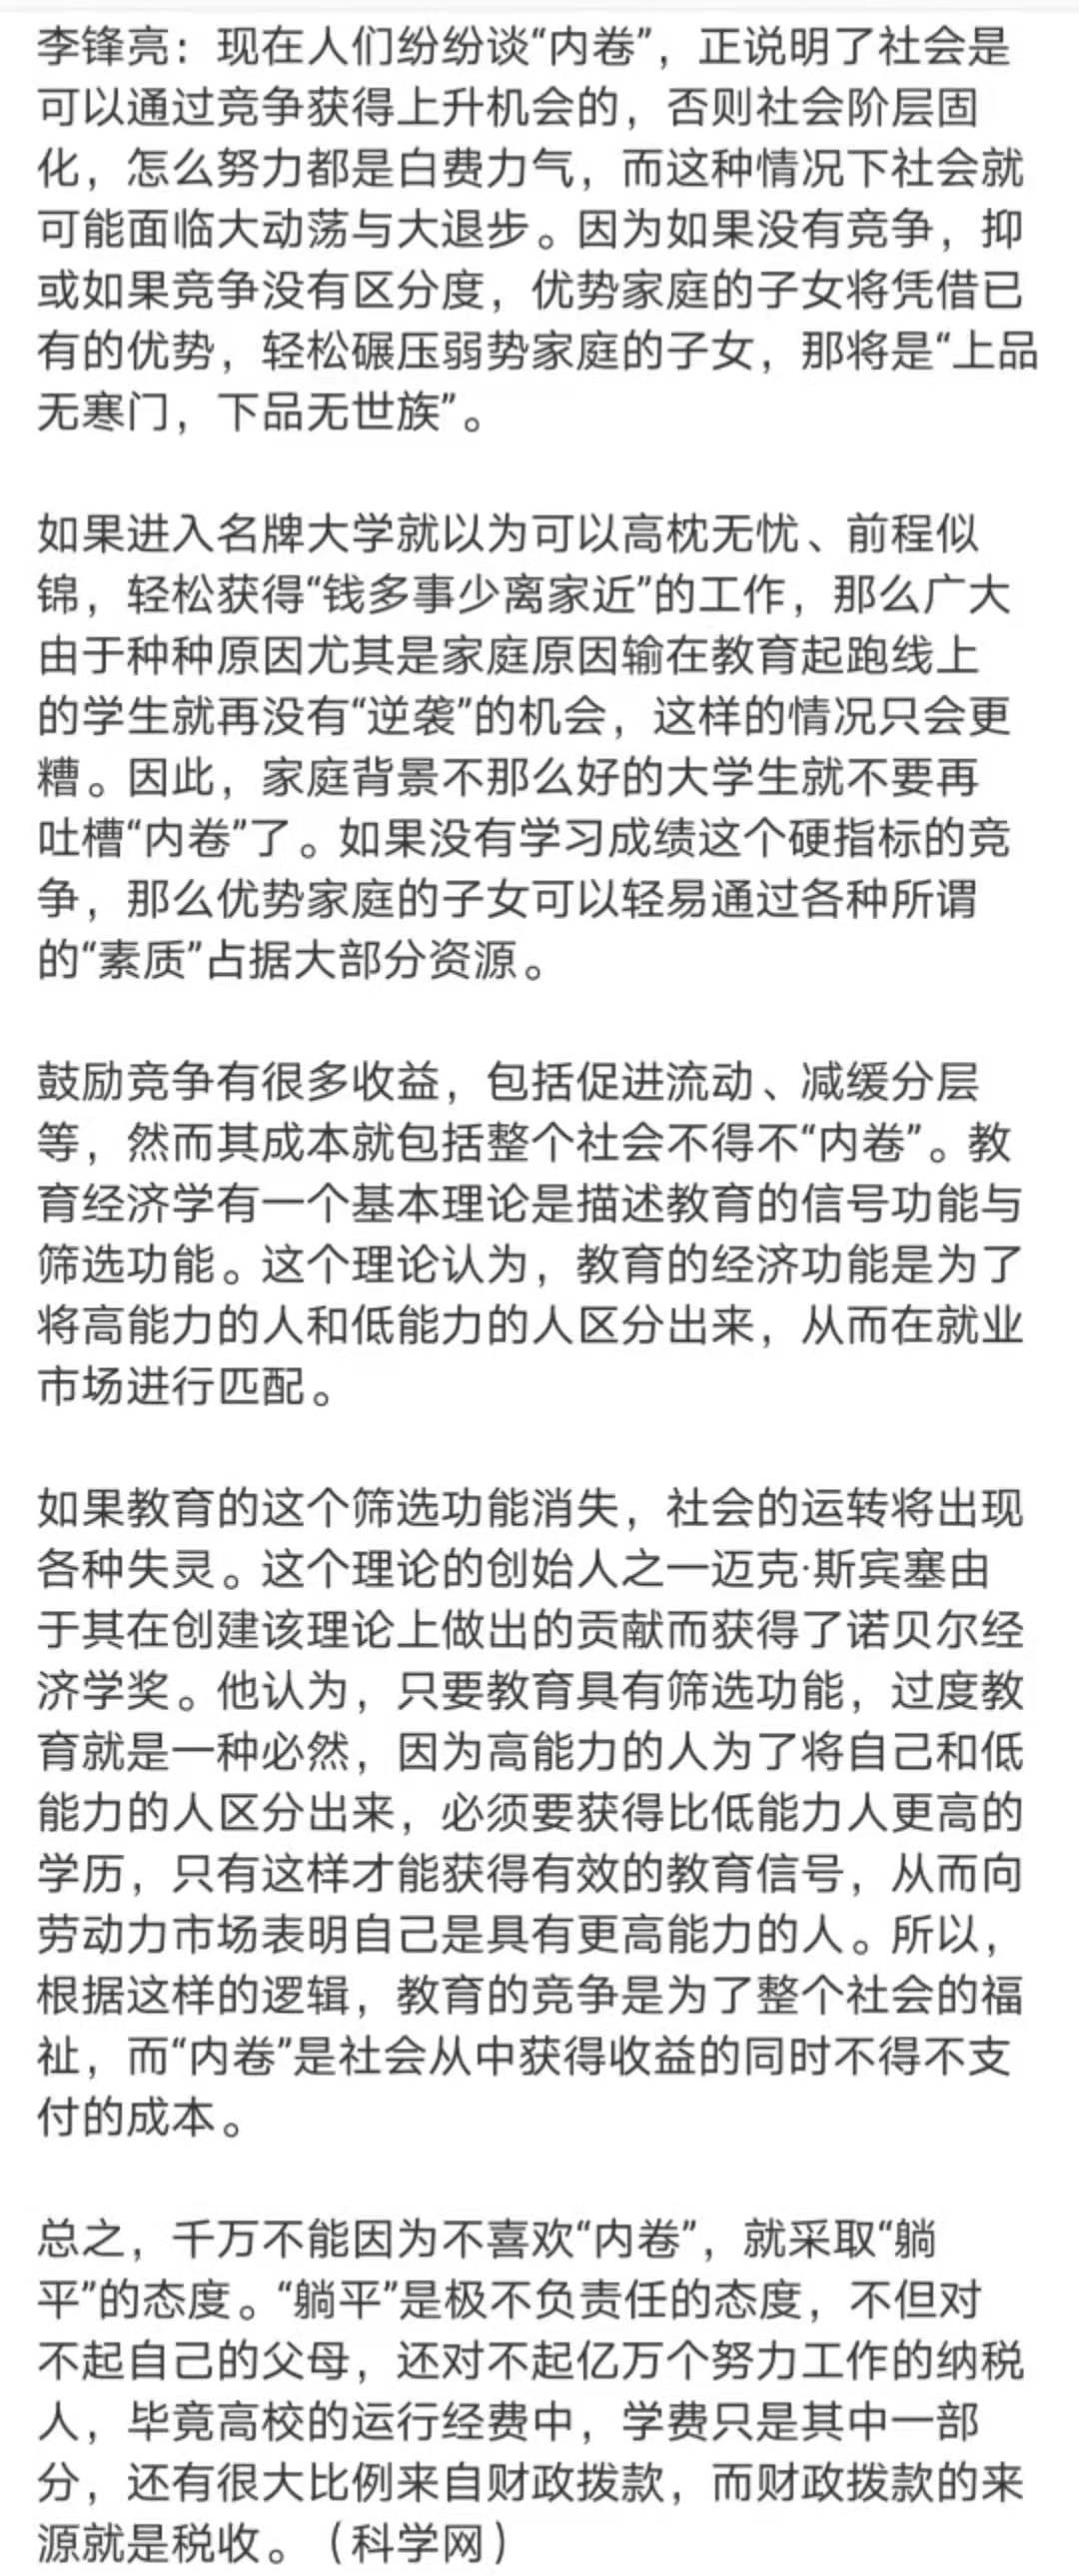 李锋亮：现在人们纷纷谈“内卷”，正说明了社会是
可以通过竞争获得上升机会的，否则社会阶层固
化，怎么努力都是白费力气，而这种情况下社会就
可能面临大动荡与大退步。因为如果没有竞争，抑
或如果竞争没有区分度，优势家庭的子女将凭借已
有的优势，轻松碾压弱势家庭的子女，那将是“上品
无寒门，下品无世族”。
如果进入名牌大学就以为可以高枕无忧、前程似
锦，轻松获得“钱多事少离家近”的工作，那么广大
由于种种原因尤其是家庭原因输在教育起跑线上
的学生就再没有“逆袭”的机会，这样的情况只会更
糟。因此，家庭背景不那么好的大学生就不要再
吐槽“内卷”了。如果没有学习成绩这个硬指标的竞
争，那么优势家庭的子女可以轻易通过各种所谓
的“素质”占据大部分资源。
鼓励竞争有很多收益，包括促进流动、减缓分层
等，然而其成本就包括整个社会不得不“内卷”。教
育经济学有一个基本理论是描述教育的信号功能与
筛选功能。这个理论认为，教育的经济功能是为了
将高能力的人和低能力的人区分出来，从而在就业
市场进行匹配。
如果教育的这个筛选功能消失，社会的运转将出现
各种失灵。这个理论的创始人之一迈克·斯宾塞由
于其在创建该理论上做出的贡献而获得了诺贝尔经
济学奖。他认为，只要教育具有筛选功能，过度教
育就是一种必然，因为高能力的人为了将自己和低
能力的人区分出来，必须要获得比低能力人更高的
学历，只有这样才能获得有效的教育信号，从而向
劳动力市场表明自己是具有更高能力的人。所以，
根据这样的逻辑，教育的竞争是为了整个社会的福
祉，而“内卷”是社会从中获得收益的同时不得不支
付的成本。
总之，千万不能因为不喜欢“内卷”，就采取“躺
平”的态度。“躺平”是极不负责任的态度，不但对
不起自己的父母，还对不起亿万个努力工作的纳税
人，毕竟高校的运行经费中，学费只是其中一部
分，还有很大比例来自财政拨款，而财政拨款的来
源就是税收。（科学网）